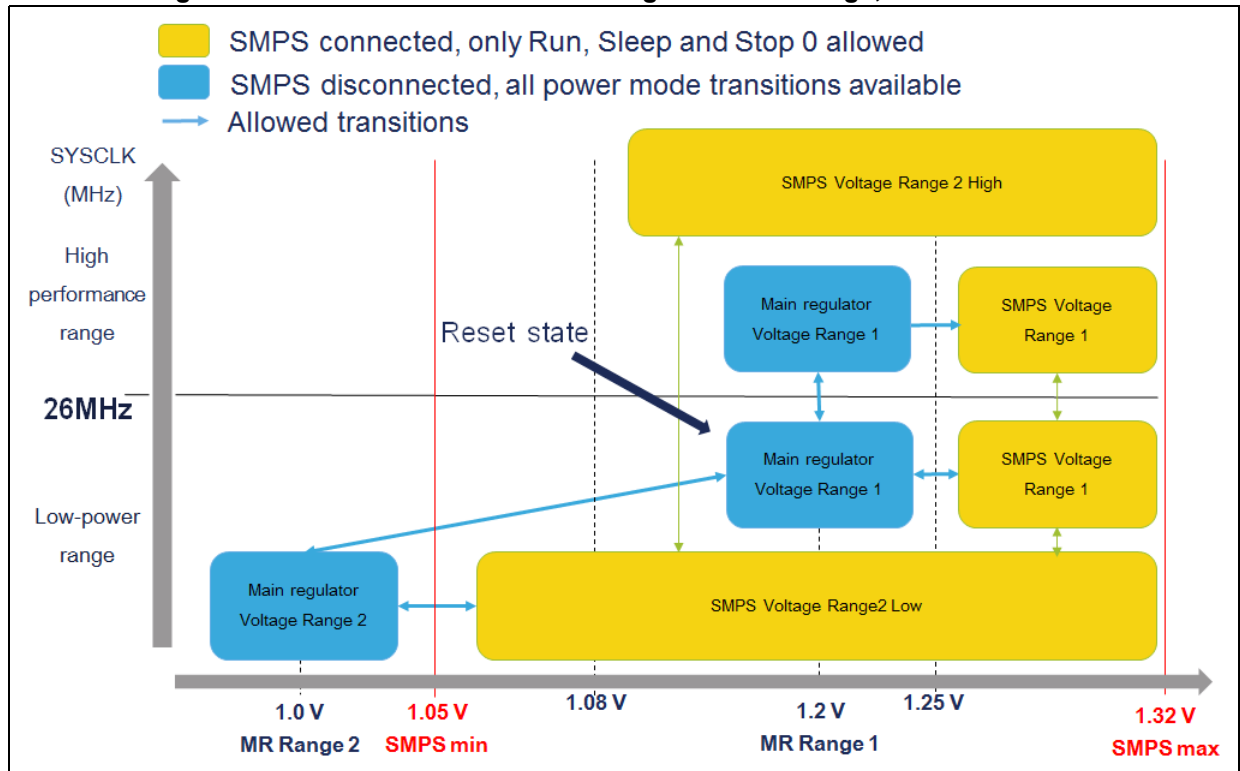 SMPS connected, only Run, Sleep and Stop 0 allowed
SMPS disconnected, all power mode transitions available
Allowed transitions
SYSCLK
(MHz)
High
performance
range
SMPS Voltage Range 2 High
Main regulator
Voltage Range 1
SMPS Voltage
Range 1
Reset state
26MHz
Main regulator
Voltage Range 1
SMPS Voltage
Range 1
Low-power
range
Main regulator
Voltage Range 2
SMPS Voltage Range2 Low
1.0 V
MR Range 2
1.05 V
SMPS min
1.08 V
1.2 V
MR Range 1
1.25 V
1.32 V
SMPS max